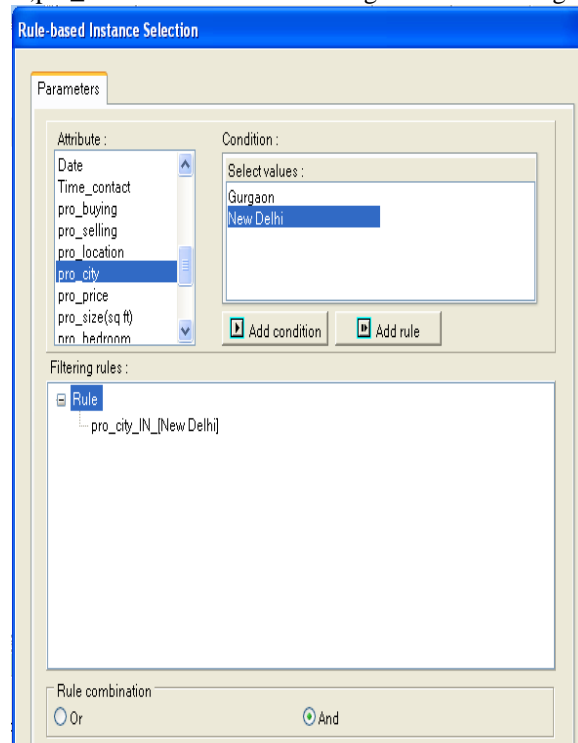 Rule-based Instance Selection
Parameters
Attribute :
Date
Time_contact
pro_buying
pro_selling
pro_location
pro_city
pro_price
pro_size(sq ft)
pro_bedroom
Condition :
Select values :
Gurgaon
New Delhi
Add condition
Add rule
Filtering rules :
Rule
pro_city_IN_[New Delhi]
Rule combination
Or
And